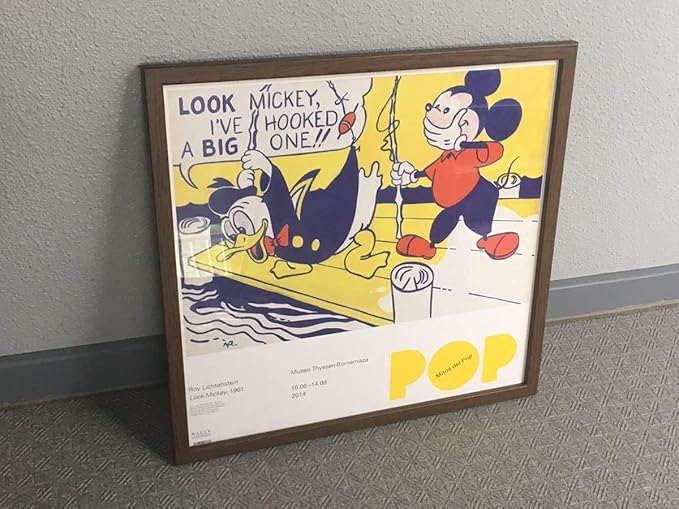 LOOK MICKEY,
I'VE HOOKED
A BIG ONE!!
Roy Lichtenstein
Look Mickey, 1961
Museo Thyssen-Bornemisza
10.06–14.09
2014
POP
Mitos del Pop